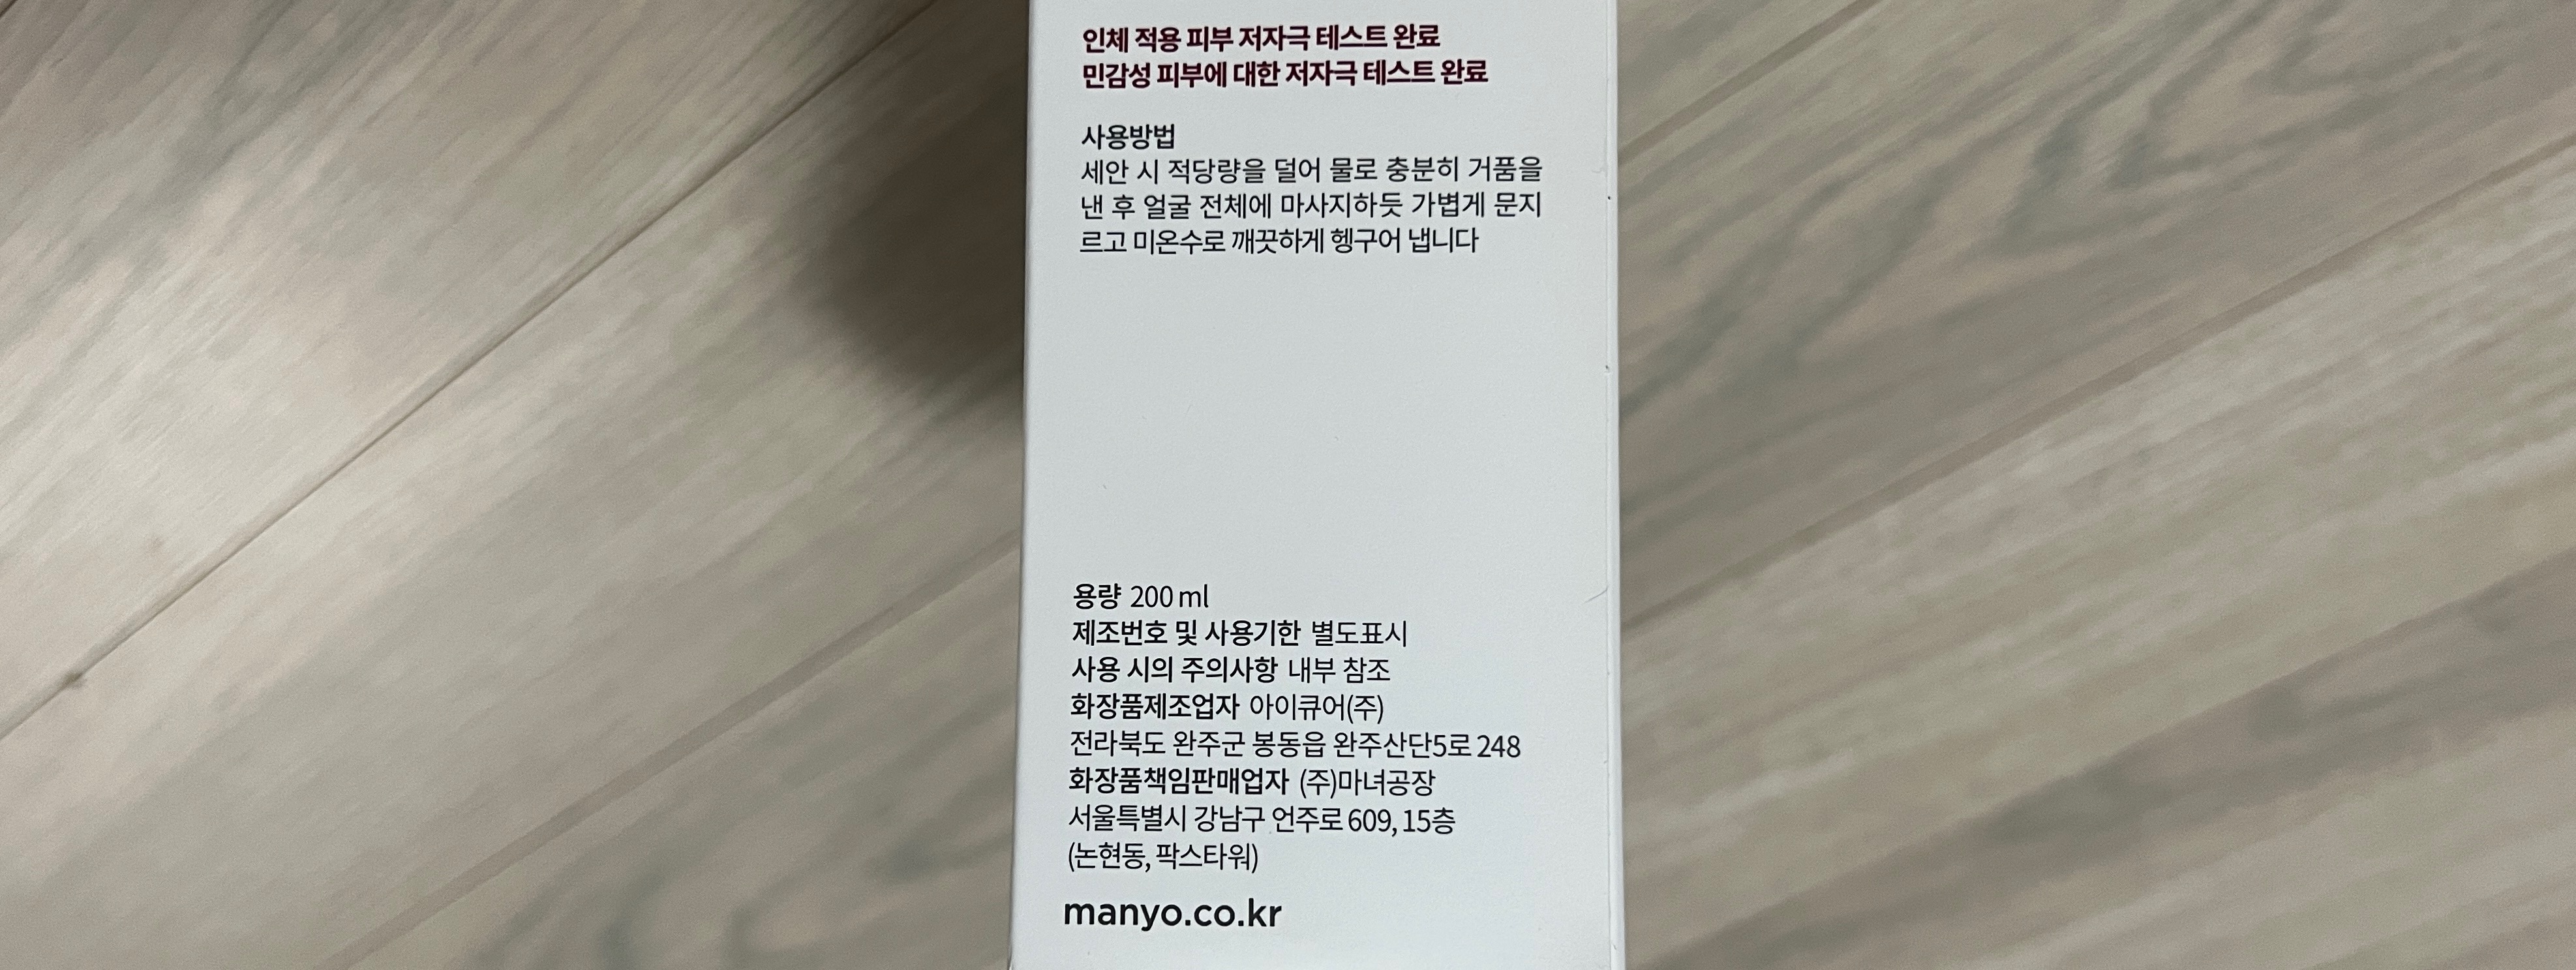 인체 적용 피부 저자극 테스트 완료
민감성 피부에 대한 저자극 테스트 완료
사용방법
세안 시 적당량을 덜어 물로 충분히 거품을
낸 후 얼굴 전체에 마사지하듯 가볍게 문지
르고 미온수로 깨끗하게 헹구어 냅니다
용량 200 ml
제조번호 및 사용기한 별도표시
사용 시의 주의사항 내부 참조
화장품제조업자 아이큐어(주)
전라북도 완주군 봉동읍 완주산단5로 248
화장품책임판매업자 (주)마녀공장
서울특별시 강남구 언주로 609, 15층
(논현동, 팍스타워)
manyo.co.kr